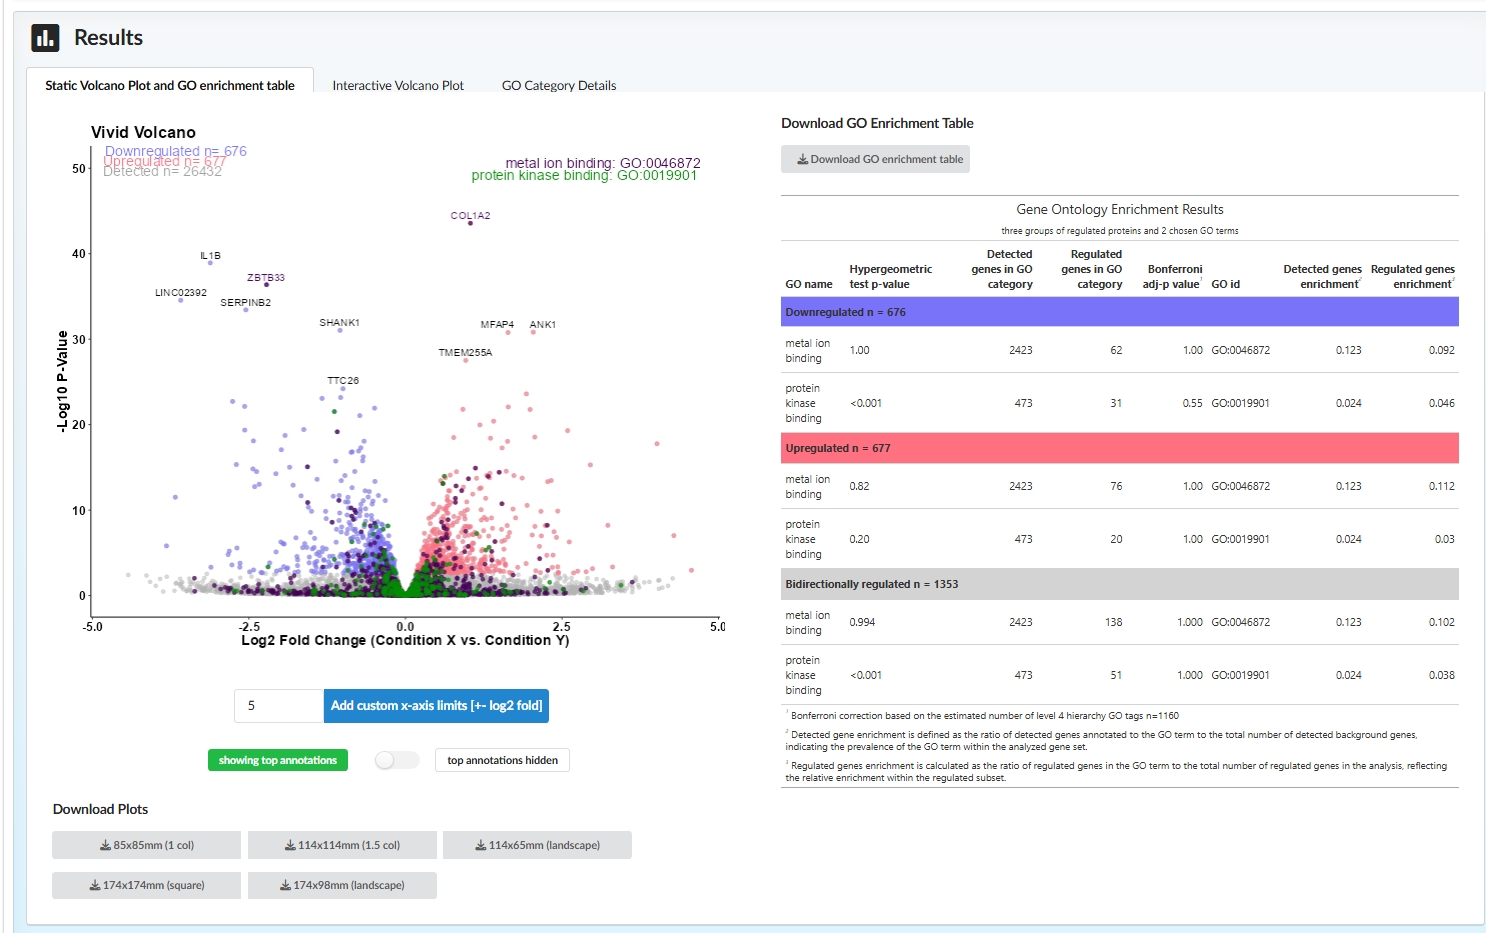 Results
Static Volcano Plot and GO enrichment table
Interactive Volcano Plot
GO Category Details
Vivid Volcano
Downregulated n= 676
Upregulated n= 677
Detected n= 26432
metal ion binding: GO:0046872
protein kinase binding: GO:0019901
COL1A2
IL1B
ZBTB33
LINC02392
SERPINB2
SHANK1
MFAP4
ANK1
TMEM255A
TTC26
-Log10 P-Value
50
40
30
20
10
0
-5.0
-2.5
0.0
2.5
5.0
Log2 Fold Change (Condition X vs. Condition Y)
5
Add custom x-axis limits [+- log2 fold]
showing top annotations
top annotations hidden
Download Plots
85x85mm (1 col)
114x114mm (1.5 col)
114x65mm (landscape)
174x174mm (square)
174x98mm (landscape)
Download GO Enrichment Table
Download GO enrichment table
Gene Ontology Enrichment Results
three groups of regulated proteins and 2 chosen GO terms
GO name
Hypergeometric
test p-value
Detected
genes in GO
category
Regulated
genes in GO
category
Bonferroni
adj-p value¹
GO id
Detected genes
enrichment²
Regulated genes
enrichment³
Downregulated n = 676
metal ion
binding
1.00 2423 62 1.00 GO:0046872 0.123 0.092
protein
kinase
binding
<0.001 473 31 0.55 GO:0019901 0.024 0.046
Upregulated n = 677
metal ion
binding
0.82 2423 76 1.00 GO:0046872 0.123 0.112
protein
kinase
binding
0.20 473 20 1.00 GO:0019901 0.024 0.03
Bidirectionally regulated n = 1353
metal ion
binding
0.994 2423 138 1.000 GO:0046872 0.123 0.102
protein
kinase
binding
<0.001 473 51 1.000 GO:0019901 0.024 0.038
¹ Bonferroni correction based on the estimated number of level 4 hierarchy GO tags n=1160
² Detected gene enrichment is defined as the ratio of detected genes annotated to the GO term to the total number of detected background genes,
indicating the prevalence of the GO term within the analyzed gene set.
³ Regulated genes enrichment is calculated as the ratio of regulated genes in the GO term to the total number of regulated genes in the analysis, reflecting
the relative enrichment within the regulated subset.